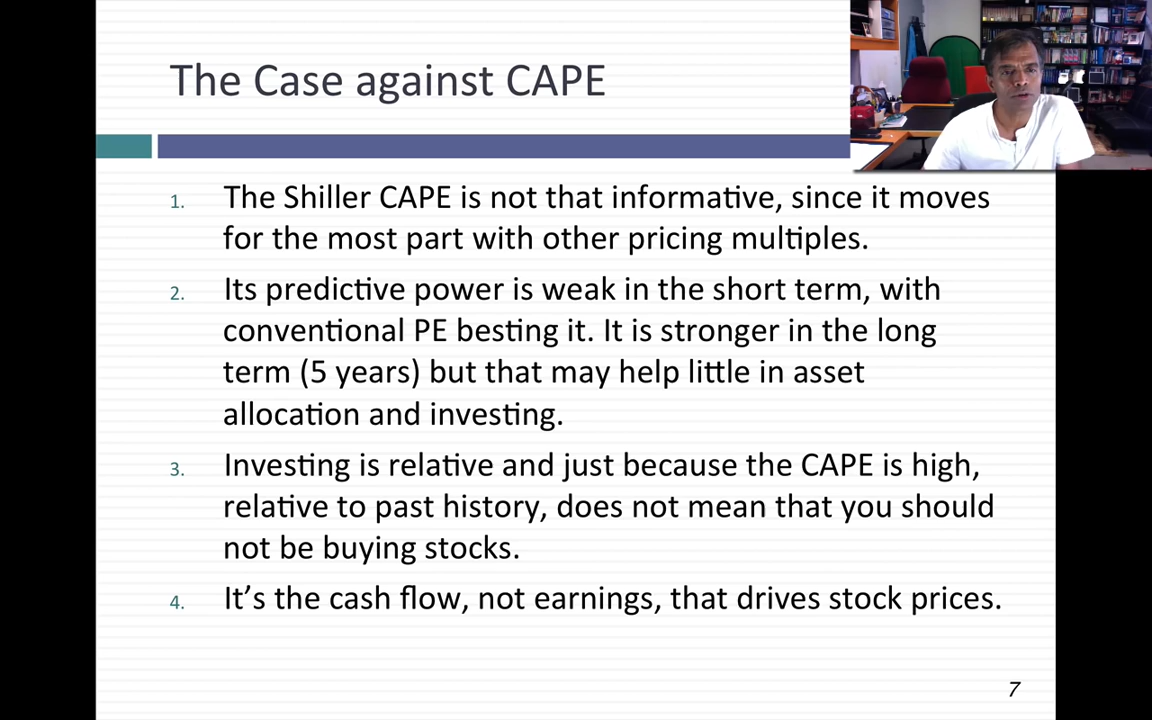 The Case against CAPE
1. The Shiller CAPE is not that informative, since it moves
for the most part with other pricing multiples.
2. Its predictive power is weak in the short term, with
conventional PE besting it. It is stronger in the long
term (5 years) but that may help little in asset
allocation and investing.
3. Investing is relative and just because the CAPE is high,
relative to past history, does not mean that you should
not be buying stocks.
4. It’s the cash flow, not earnings, that drives stock prices.
7